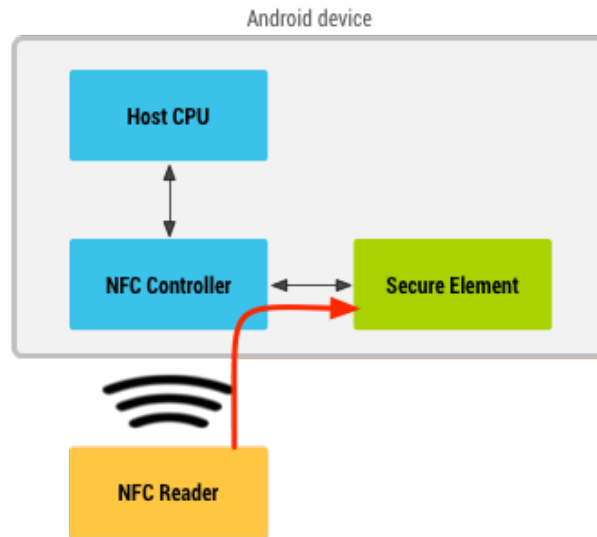 Android device
Host CPU
NFC Controller
Secure Element
NFC Reader